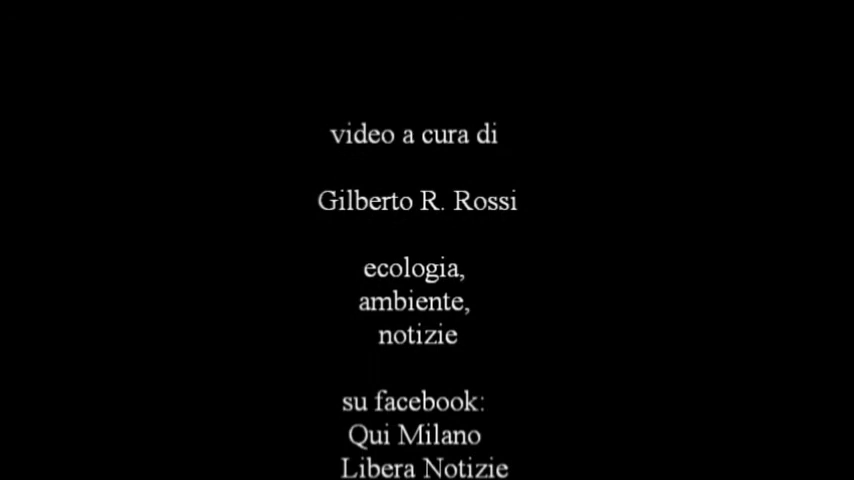 video a cura di
Gilberto R. Rossi
ecologia,
ambiente,
notizie
su facebook:
Qui Milano
Libera Notizie